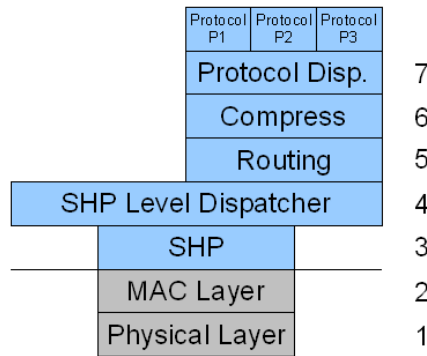 Protocol P1 Protocol P2 Protocol P3
Protocol Disp. 7
Compress 6
Routing 5
SHP Level Dispatcher 4
SHP 3
MAC Layer 2
Physical Layer 1